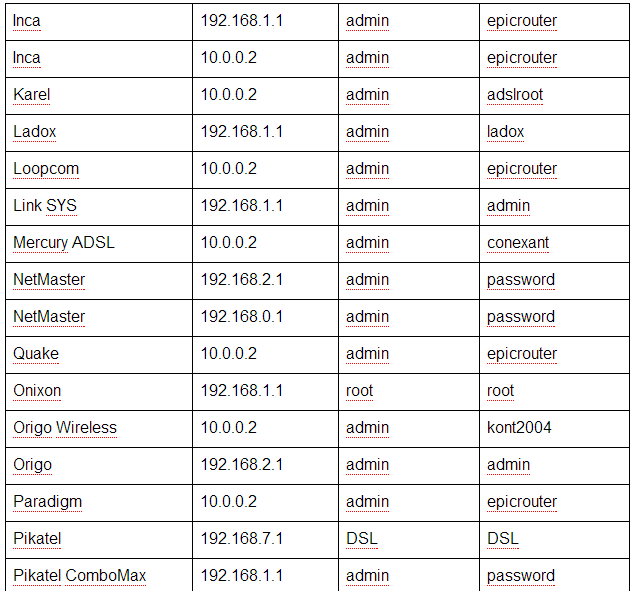 Inca 192.168.1.1 admin epicrouter
Inca 10.0.0.2 admin epicrouter
Karel 10.0.0.2 admin adslroot
Ladox 192.168.1.1 admin ladox
Loopcom 10.0.0.2 admin epicrouter
Link SYS 192.168.1.1 admin admin
Mercury ADSL 10.0.0.2 admin conexant
NetMaster 192.168.2.1 admin password
NetMaster 192.168.0.1 admin password
Quake 10.0.0.2 admin epicrouter
Onixon 192.168.1.1 root root
Origo Wireless 10.0.0.2 admin kont2004
Origo 192.168.2.1 admin admin
Paradigm 10.0.0.2 admin epicrouter
Pikatel 192.168.7.1 DSL DSL
Pikatel ComboMax 192.168.1.1 admin password